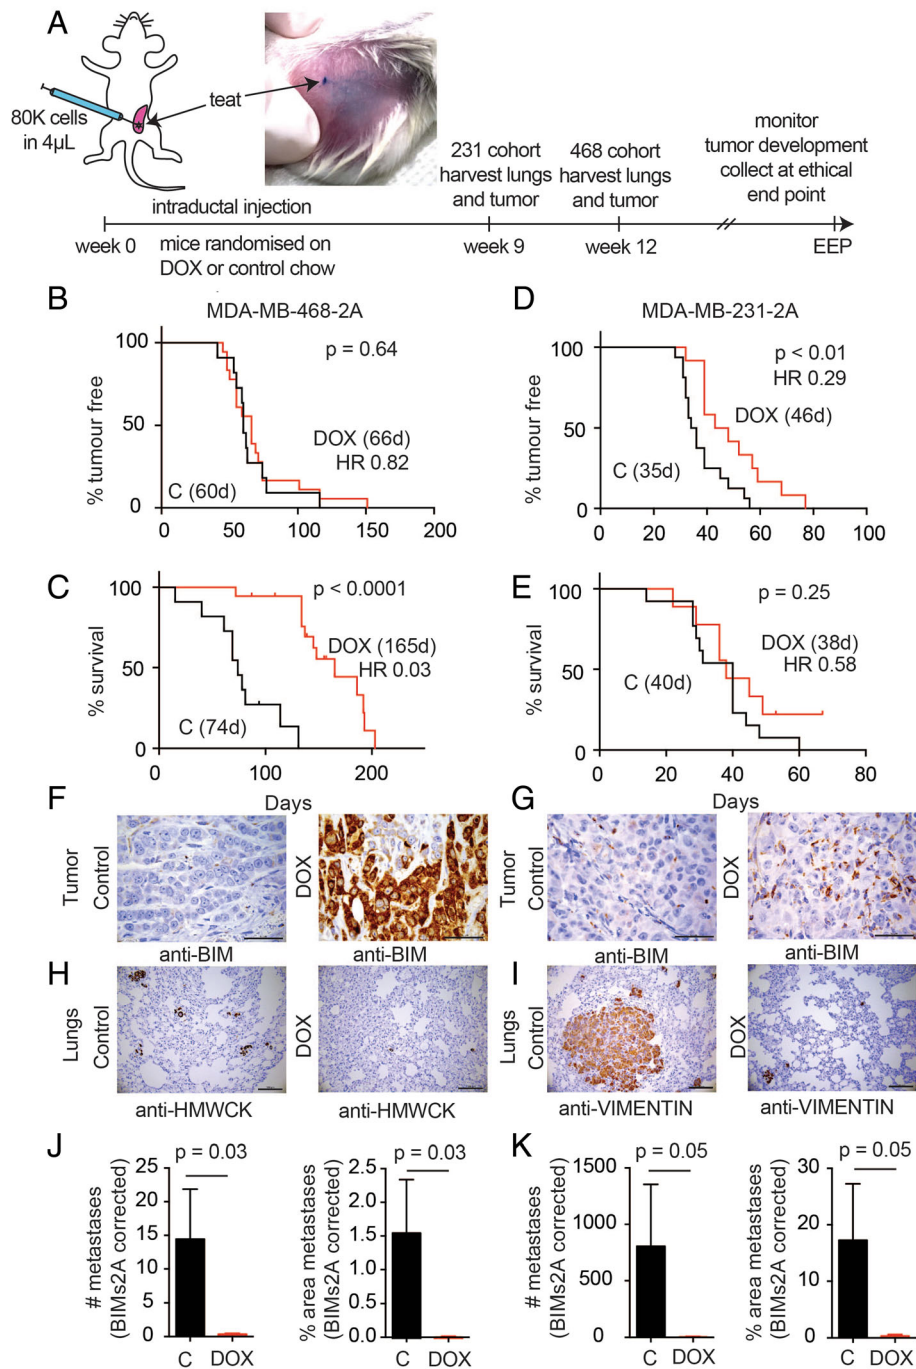 A
80K cells
in 4µL
teat
231 cohort
harvest lungs
and tumor
468 cohort
harvest lungs
and tumor
monitor
tumor development
collect at ethical
end point
intraductal injection
week 0
mice randomised on
DOX or control chow
week 9
week 12
EEP
B
MDA-MB-468-2A
p = 0.64
DOX (66d)
HR 0.82
C (60d)
% tumour free
100
50
0
0 50 100 150 200
D
MDA-MB-231-2A
p < 0.01
HR 0.29
DOX (46d)
C (35d)
% tumour free
100
50
0
0 20 40 60 80 100
C
p < 0.0001
DOX (165d)
HR 0.03
C (74d)
% survival
100
50
0
0 100 200
Days
E
p = 0.25
DOX (38d)
HR 0.58
C (40d)
% survival
100
50
0
0 20 40 60 80
Days
F
Tumor
Control
DOX
anti-BIM
anti-BIM
G
Tumor
Control
DOX
anti-BIM
anti-BIM
H
Lungs
Control
DOX
anti-HMWCK
anti-HMWCK
I
Lungs
Control
DOX
anti-VIMENTIN
anti-VIMENTIN
J
p = 0.03
# metastases
(BIMs2A corrected)
25
20
15
10
5
0
C DOX
p = 0.03
% area metastases
(BIMs2A corrected)
2.5
2.0
1.5
1.0
0.5
0.0
C DOX
K
p = 0.05
# metastases
(BIMs2A corrected)
1500
1000
500
0
C DOX
p = 0.05
% area metastases
(BIMs2A corrected)
30
20
10
0
C DOX